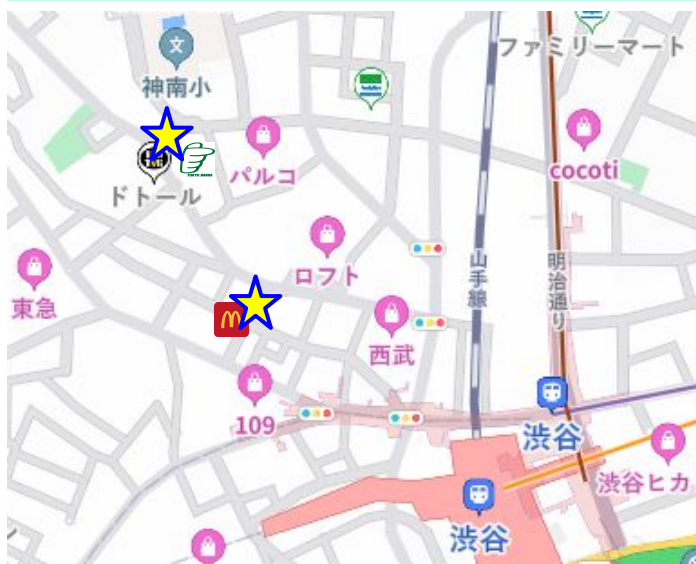 ファミリーマート
文
神南小
パルコ
cocoti
ドトール
ロフト
東急
山手線
明治通り
西武
109
渋谷
渋谷ヒカ
渋谷